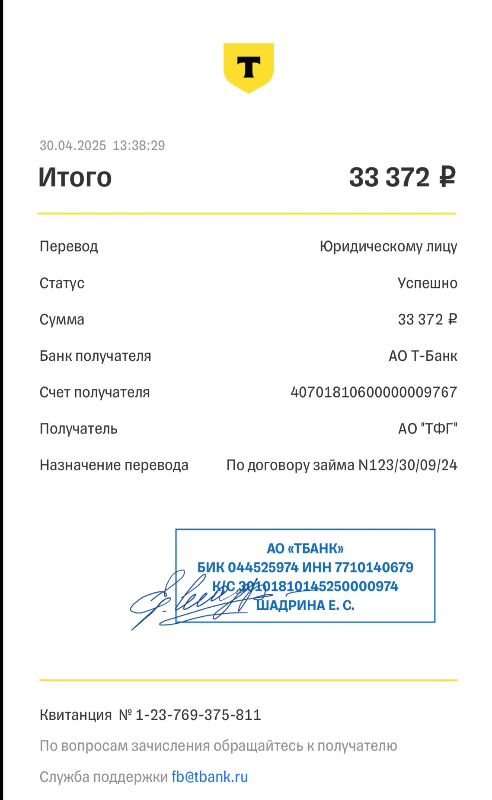 Т
30.04.2025 13:38:29
Итого 33 372 ₽
Перевод Юридическому лицу
Статус Успешно
Сумма 33 372 ₽
Банк получателя АО Т-Банк
Счет получателя 40701810600000009767
Получатель АО "ТФГ"
Назначение перевода По договору займа N123/30/09/24
АО «ТБАНК»
БИК 044525974 ИНН 7710140679
К/С 30101810145250000974
ШАДРИНА Е. С.
Квитанция № 1-23-769-375-811
По вопросам зачисления обращайтесь к получателю
Служба поддержки fb@tbank.ru